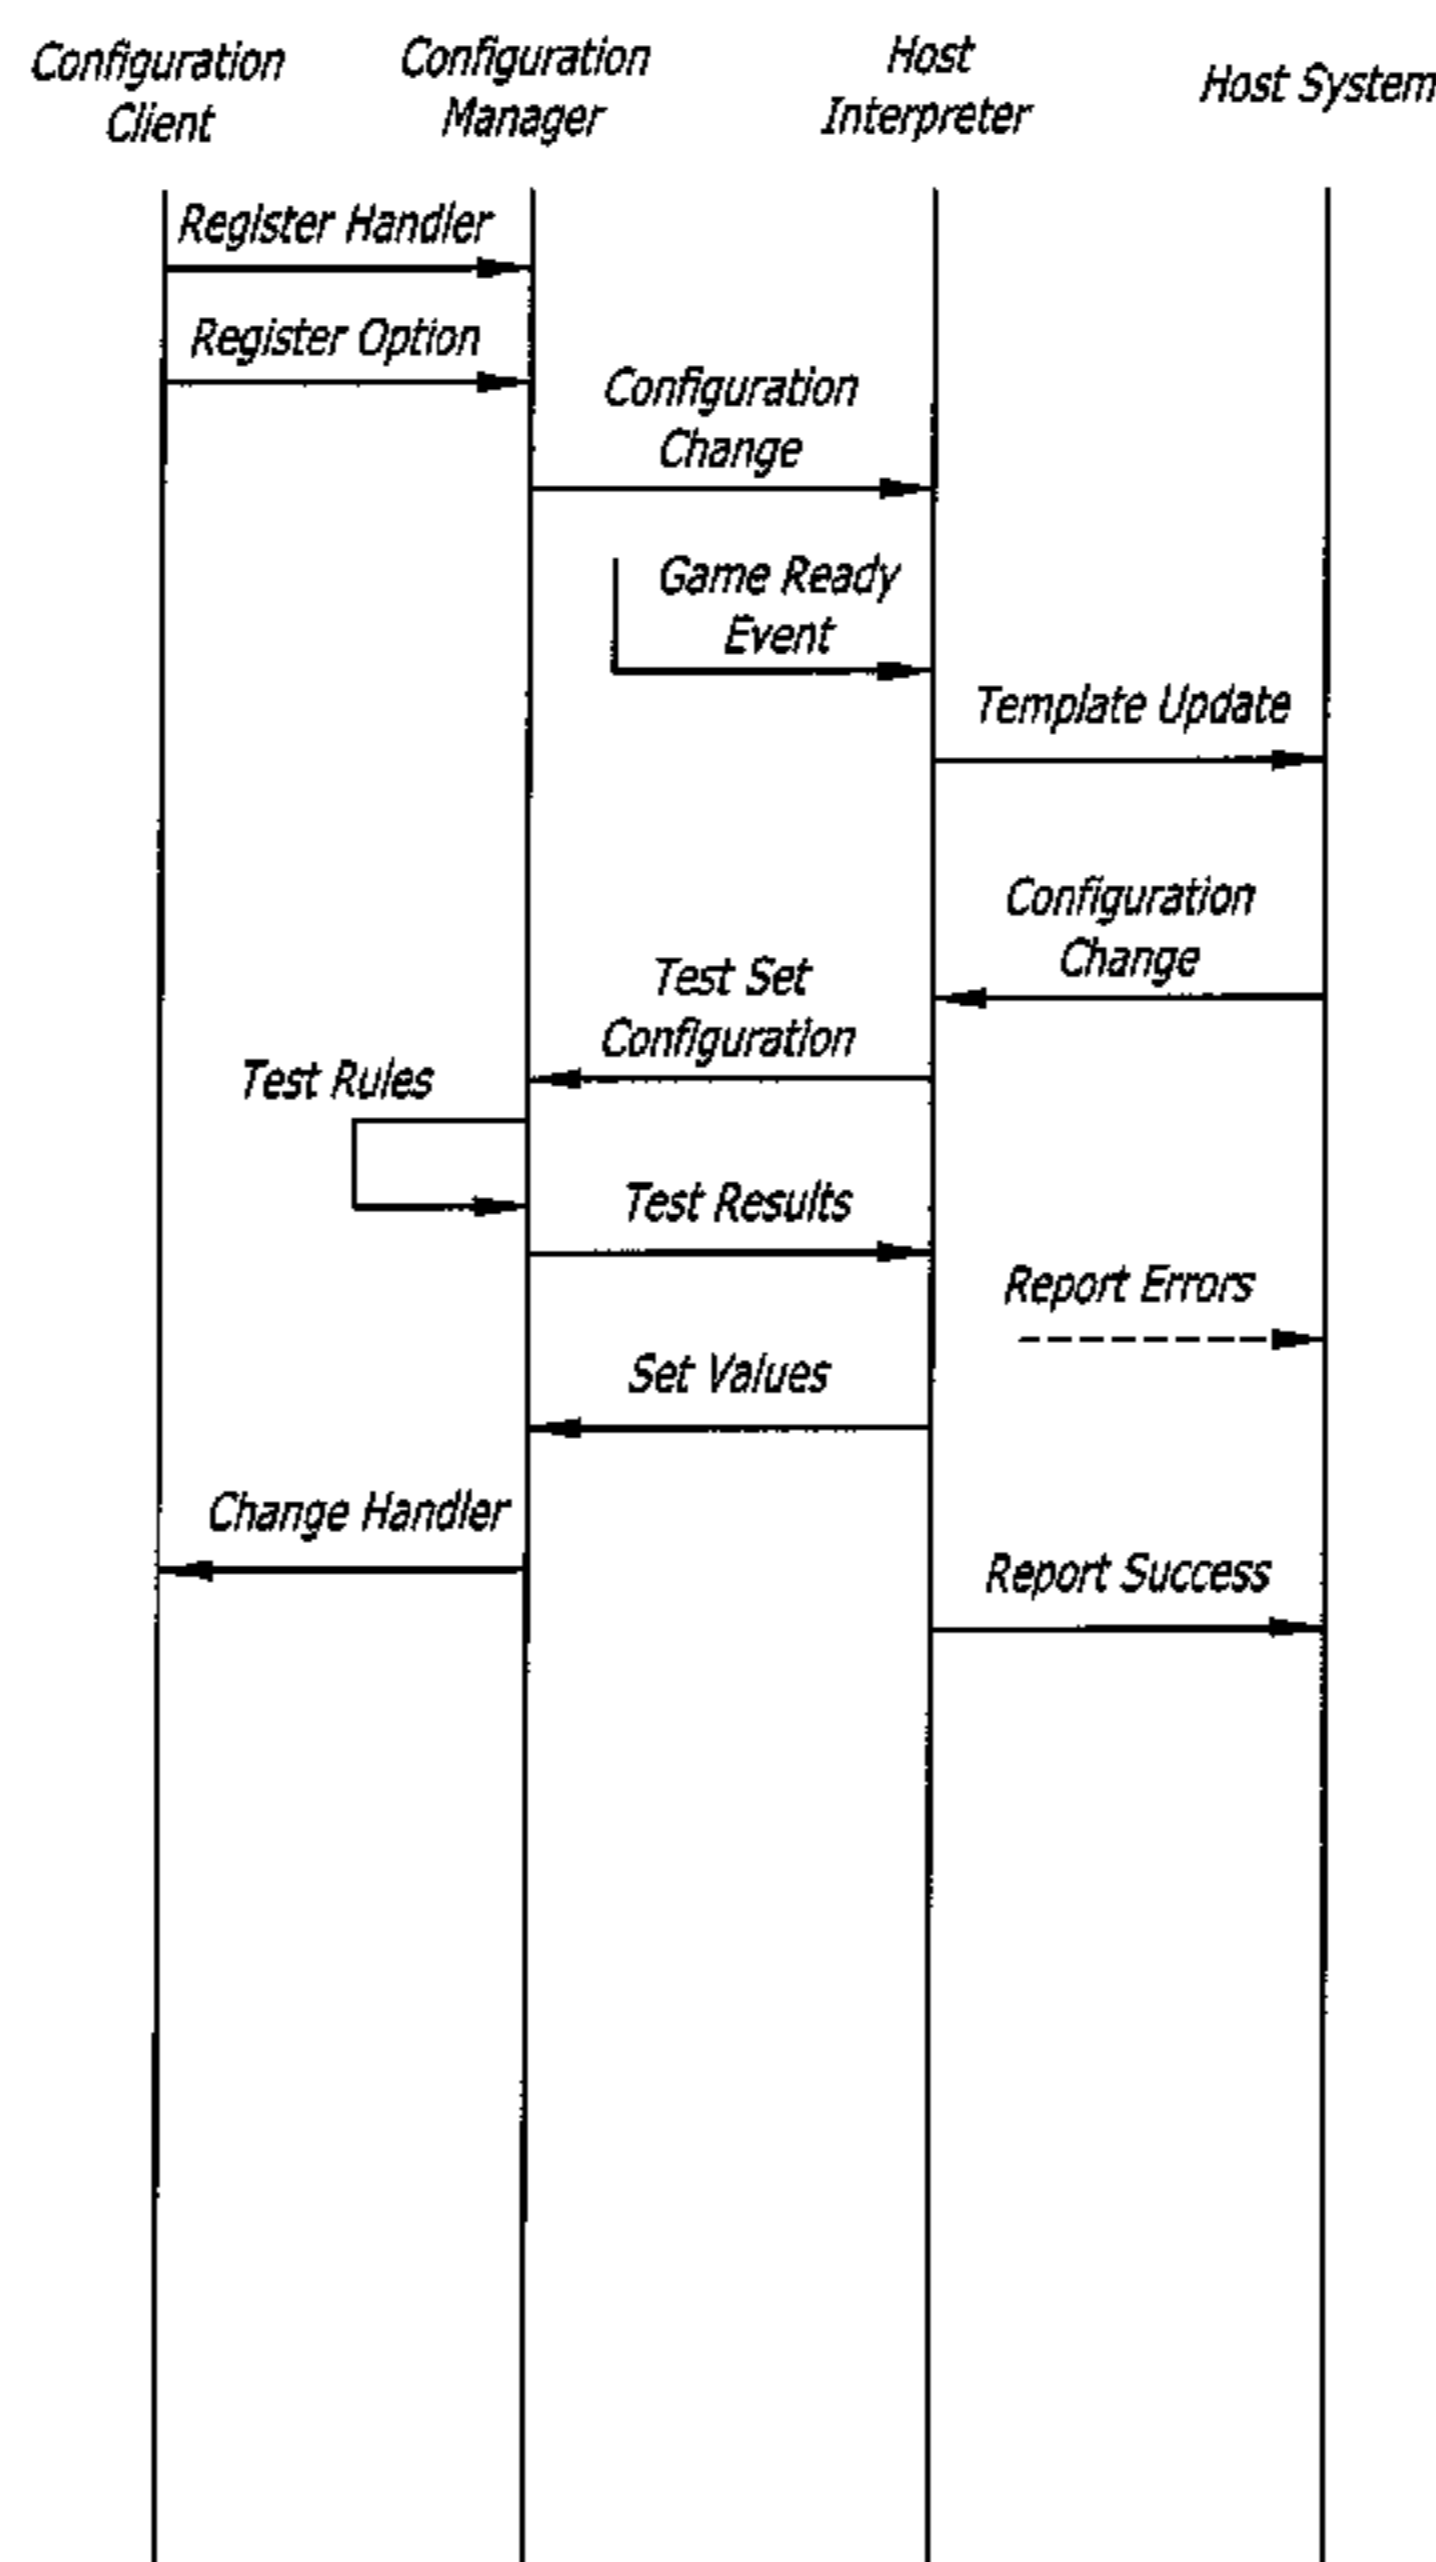 Configuration
Client
Configuration
Manager
Host
Interpreter
Host System
Register Handler
Register Option
Configuration
Change
Game Ready
Event
Template Update
Configuration
Change
Test Set
Configuration
Test Rules
Test Results
Report Errors
Set Values
Change Handler
Report Success